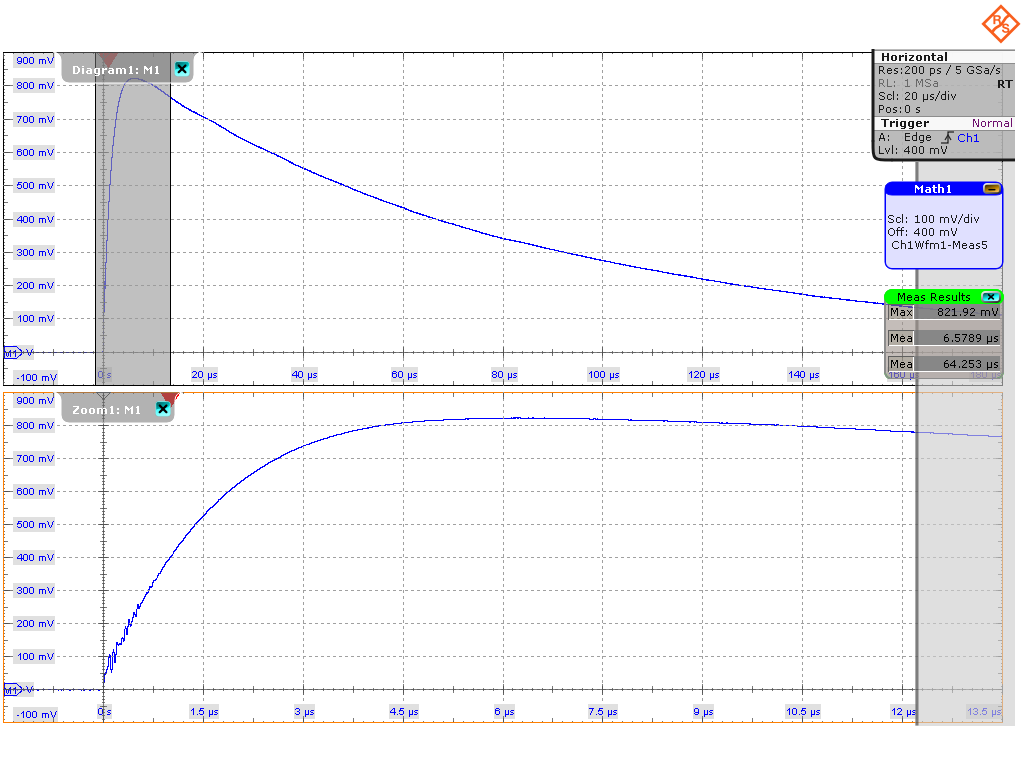 R S
Horizontal
Res:200 ps / 5 GSa/s
RL: 1 MSa RT
Scl: 20 µs/div
Pos:0 s
Trigger Normal
A: Edge Ch1
Lvl: 400 mV
Math1
Scl: 100 mV/div
Off: 400 mV
Ch1Wfm1-Meas5
Meas Results
Max 821.92 mV
Mea 6.5789 µs
Mea 64.253 µs
Diagram1: M1
900 mV
800 mV
700 mV
600 mV
500 mV
400 mV
300 mV
200 mV
100 mV
M1 V
-100 mV
0 s 20 µs 40 µs 60 µs 80 µs 100 µs 120 µs 140 µs 160 µs 180 µs
Zoom1: M1
900 mV
800 mV
700 mV
600 mV
500 mV
400 mV
300 mV
200 mV
100 mV
M1 V
-100 mV
0 s 1.5 µs 3 µs 4.5 µs 6 µs 7.5 µs 9 µs 10.5 µs 12 µs 13.5 µs